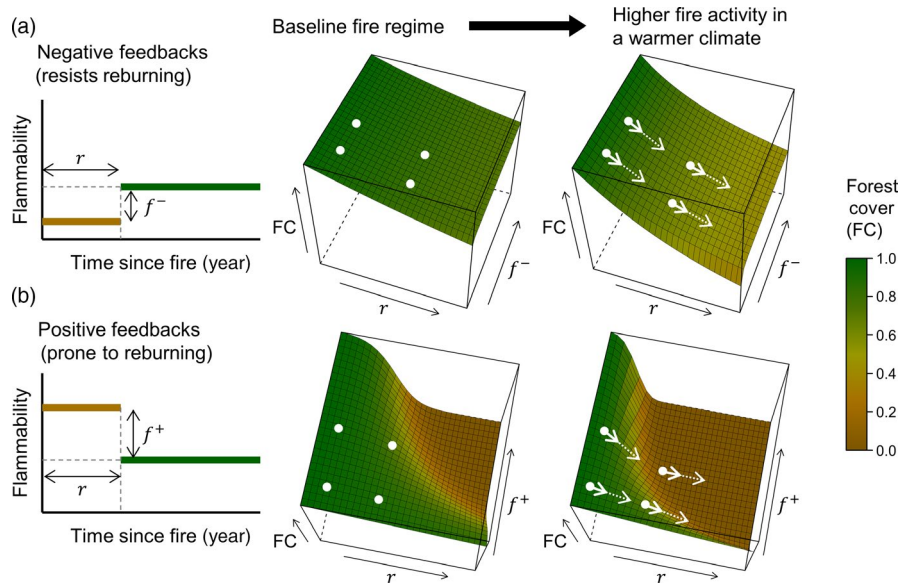 (a)
Negative feedbacks
(resists reburning)
Flammability
r
f⁻
Time since fire (year)
Baseline fire regime
Higher fire activity in
a warmer climate
FC
r
f⁻
FC
r
f⁻
Forest
cover
(FC)
1.0
0.8
0.6
0.4
0.2
0.0
(b)
Positive feedbacks
(prone to reburning)
Flammability
f⁺
r
Time since fire (year)
FC
r
f⁺
FC
r
f⁺